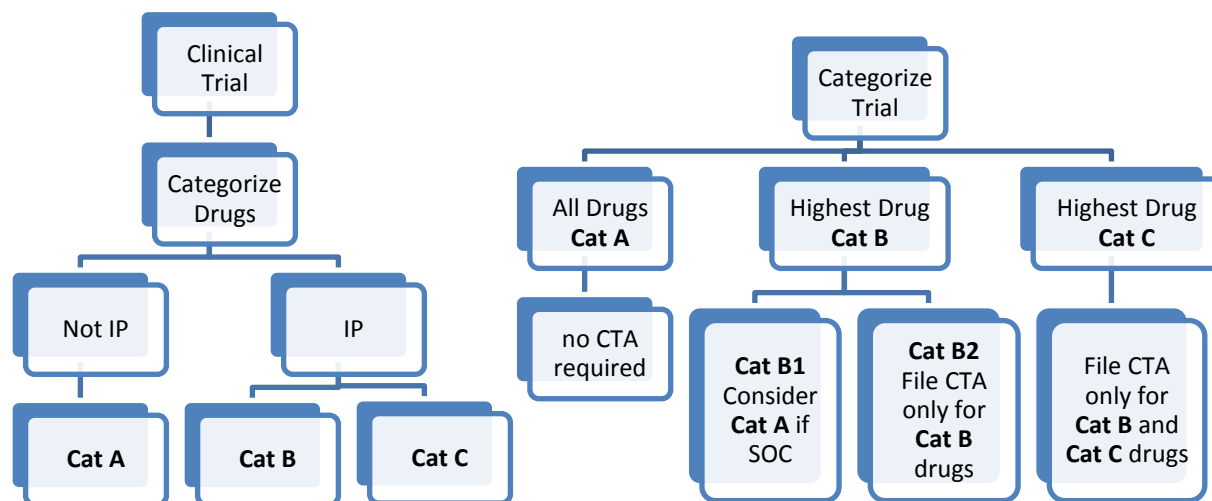 Clinical
Trial
Categorize
Drugs
Not IP
IP
Cat A
Cat B
Cat C
Categorize
Trial
All Drugs
Cat A
Highest Drug
Cat B
Highest Drug
Cat C
no CTA
required
Cat B1
Consider
Cat A if
SOC
Cat B2
File CTA
only for
Cat B
drugs
File CTA
only for
Cat B and
Cat C drugs